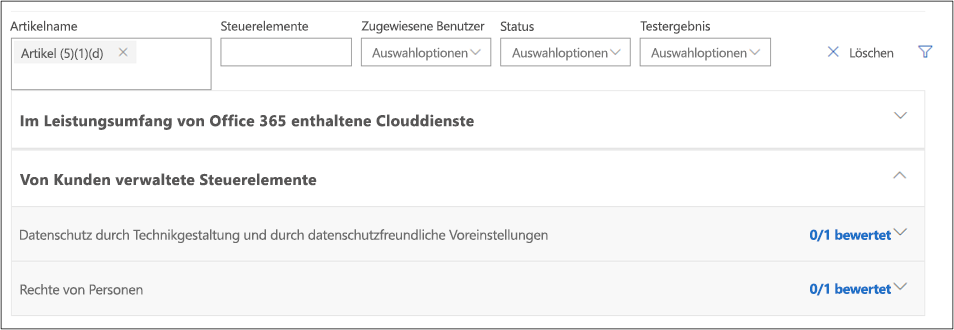 Artikelname Steuerelemente Zugewiesene Benutzer Status Testergebnis
Artikel (5)(1)(d) Auswahloptionen Auswahloptionen Auswahloptionen Löschen
Im Leistungsumfang von Office 365 enthaltene Clouddienste
Von Kunden verwaltete Steuerelemente
Datenschutz durch Technikgestaltung und durch datenschutzfreundliche Voreinstellungen 0/1 bewertet
Rechte von Personen 0/1 bewertet